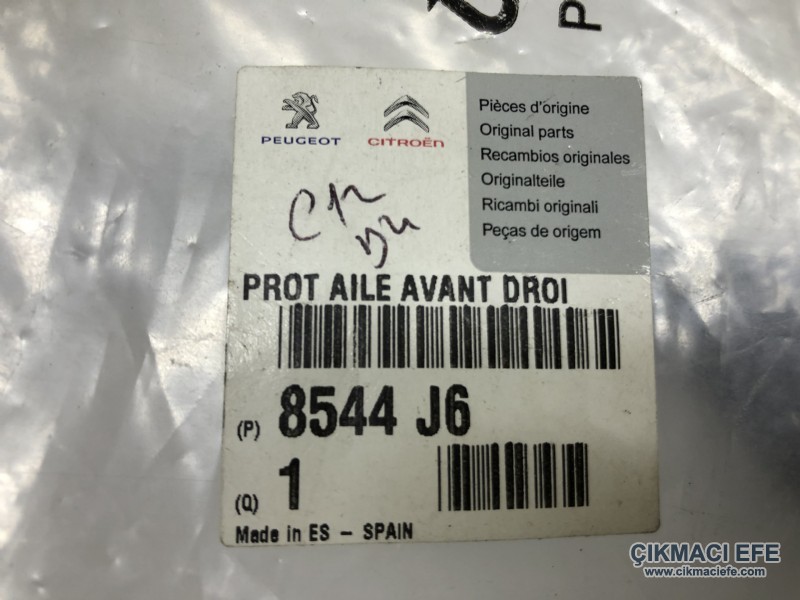 P
PEUGEOT
CITROËN
Pièces d'origine
Original parts
Recambios originales
Originalteile
Ricambi originali
Peças de origem
PROT AILE AVANT DROI
(P) 8544 J6
(Q) 1
Made in ES - SPAIN
ÇIKMACI EFE
www.cikmaciefe.com